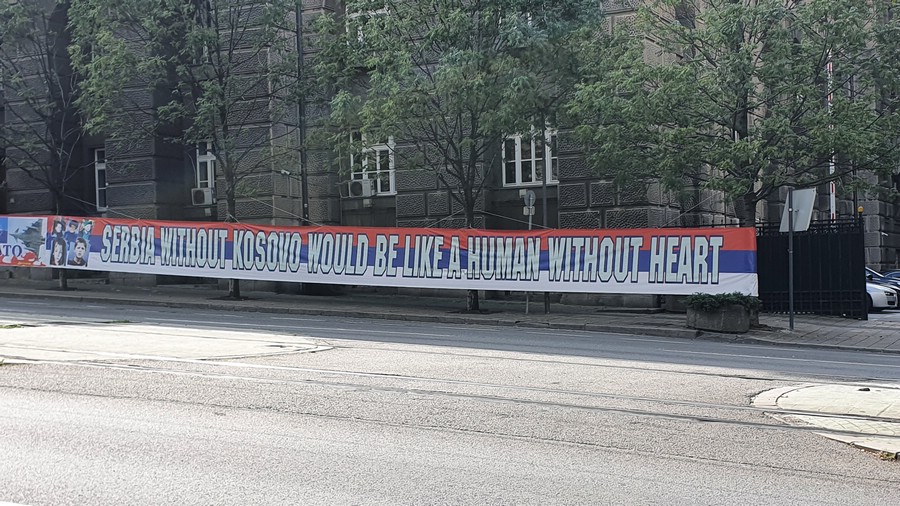 SERBIA WITHOUT KOSOVO WOULD BE LIKE A HUMAN WITHOUT HEART